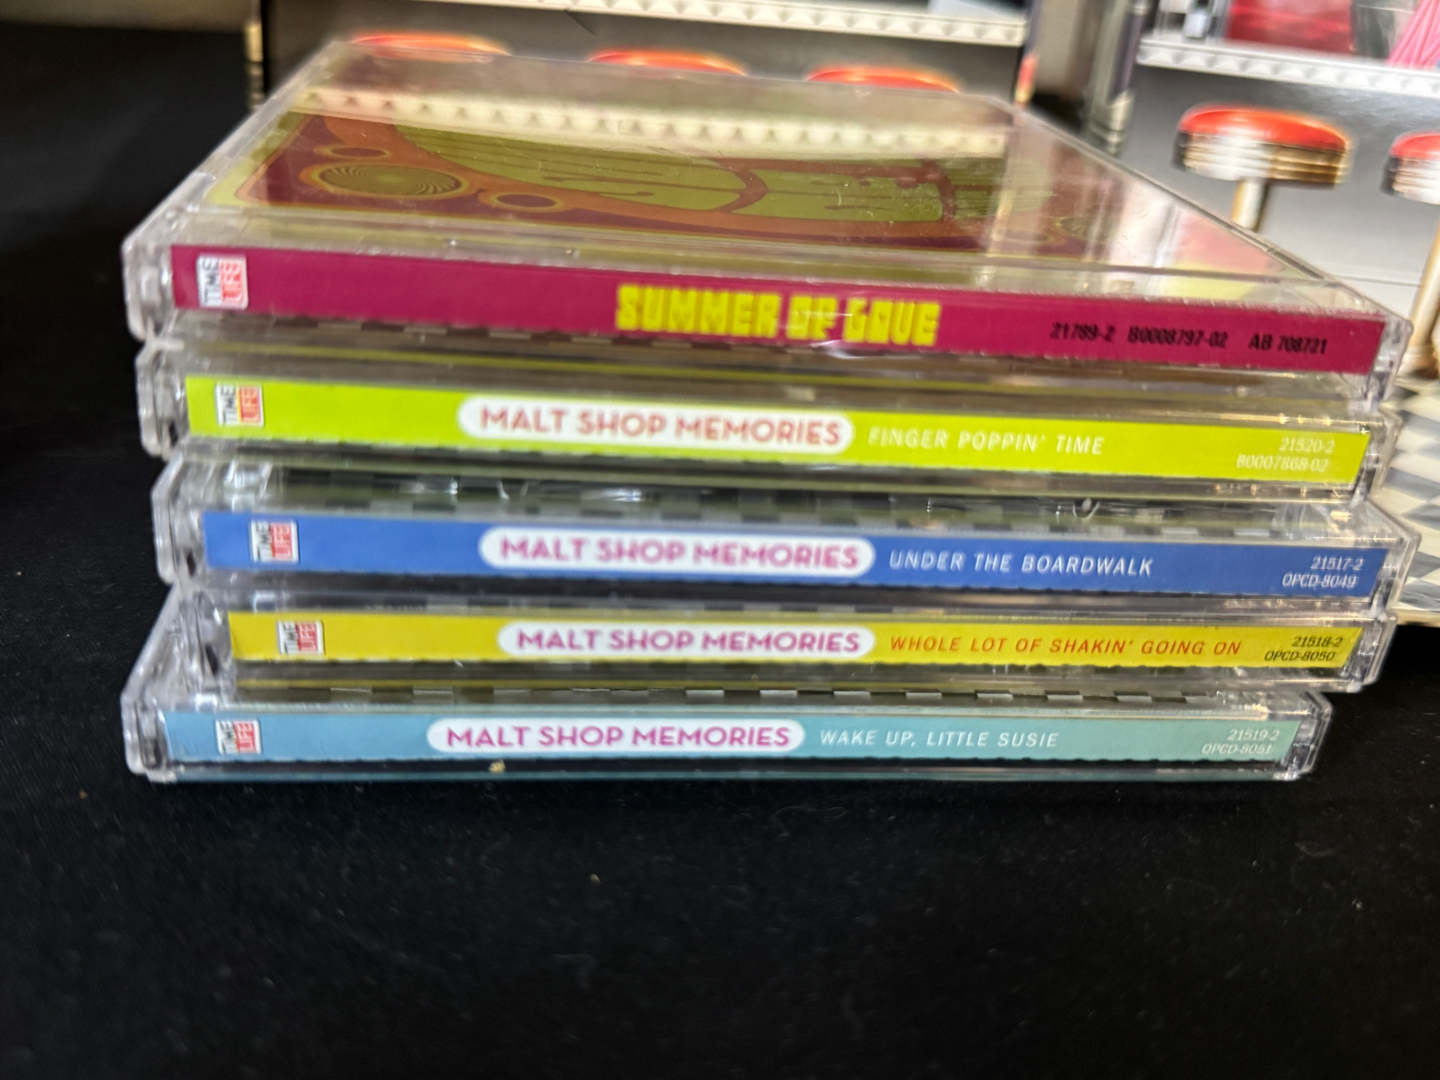 TIME LIFE
SUMMER OF LOVE
21789-2 B0008797-02 AB 708721
TIME LIFE
MALT SHOP MEMORIES FINGER POPPIN' TIME
21520-2
B0007868-02
TIME LIFE
MALT SHOP MEMORIES UNDER THE BOARDWALK
21517-2
OPCD-8049
TIME LIFE
MALT SHOP MEMORIES WHOLE LOT OF SHAKIN' GOING ON
21518-2
OPCD-8050
TIME LIFE
MALT SHOP MEMORIES WAKE UP, LITTLE SUSIE
21519-2
OPCD-8051